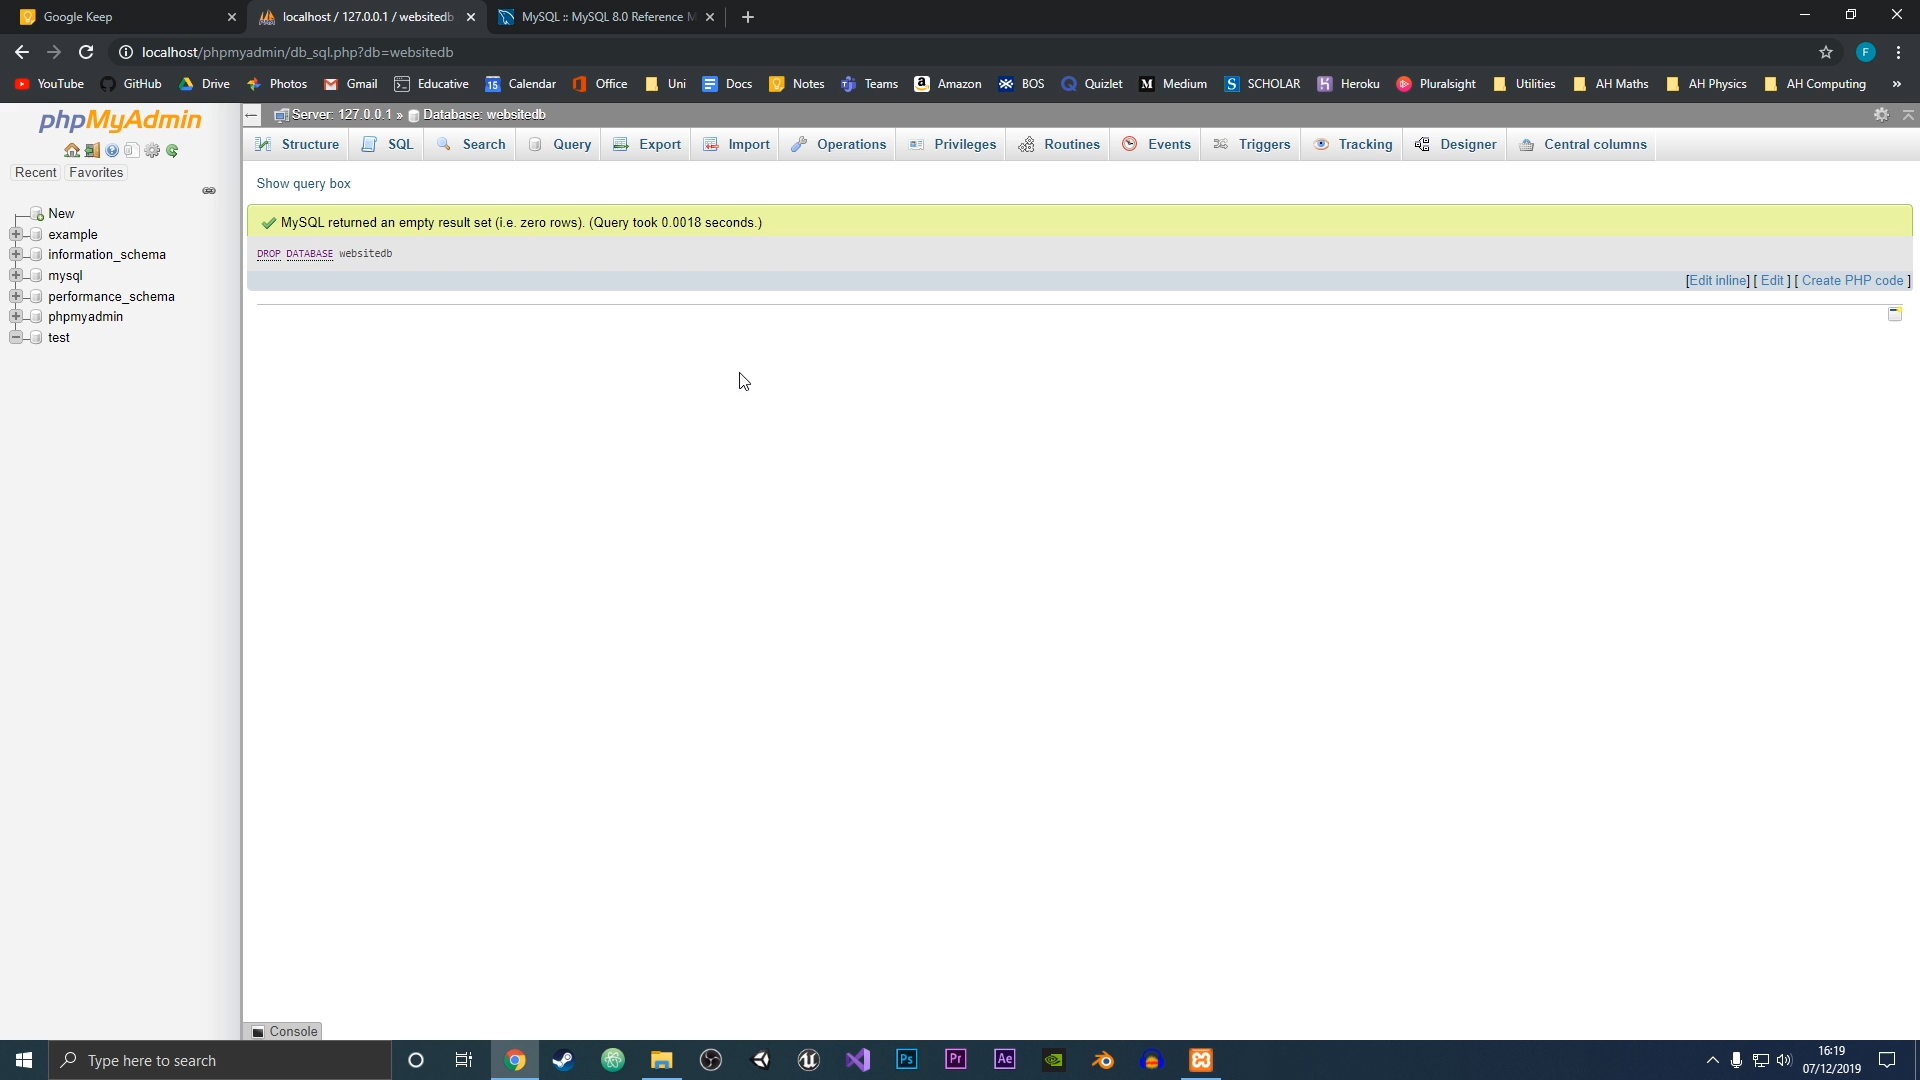 Google Keep
localhost / 127.0.0.1 / websitedb
MySQL :: MySQL 8.0 Reference M
localhost/phpmyadmin/db_sql.php?db=websitedb
F
YouTube GitHub Drive Photos Gmail Educative Calendar Office Uni Docs Notes Teams Amazon BOS Quizlet Medium SCHOLAR Heroku Pluralsight Utilities AH Maths AH Physics AH Computing »
phpMyAdmin
Recent Favorites
New
example
information_schema
mysql
performance_schema
phpmyadmin
test
Server: 127.0.0.1 » Database: websitedb
Structure SQL Search Query Export Import Operations Privileges Routines Events Triggers Tracking Designer Central columns
Show query box
MySQL returned an empty result set (i.e. zero rows). (Query took 0.0018 seconds.)
DROP DATABASE websitedb
[Edit inline] [ Edit ] [ Create PHP code ]
Console
Type here to search
Ps
Pr
Ae
16:19
07/12/2019